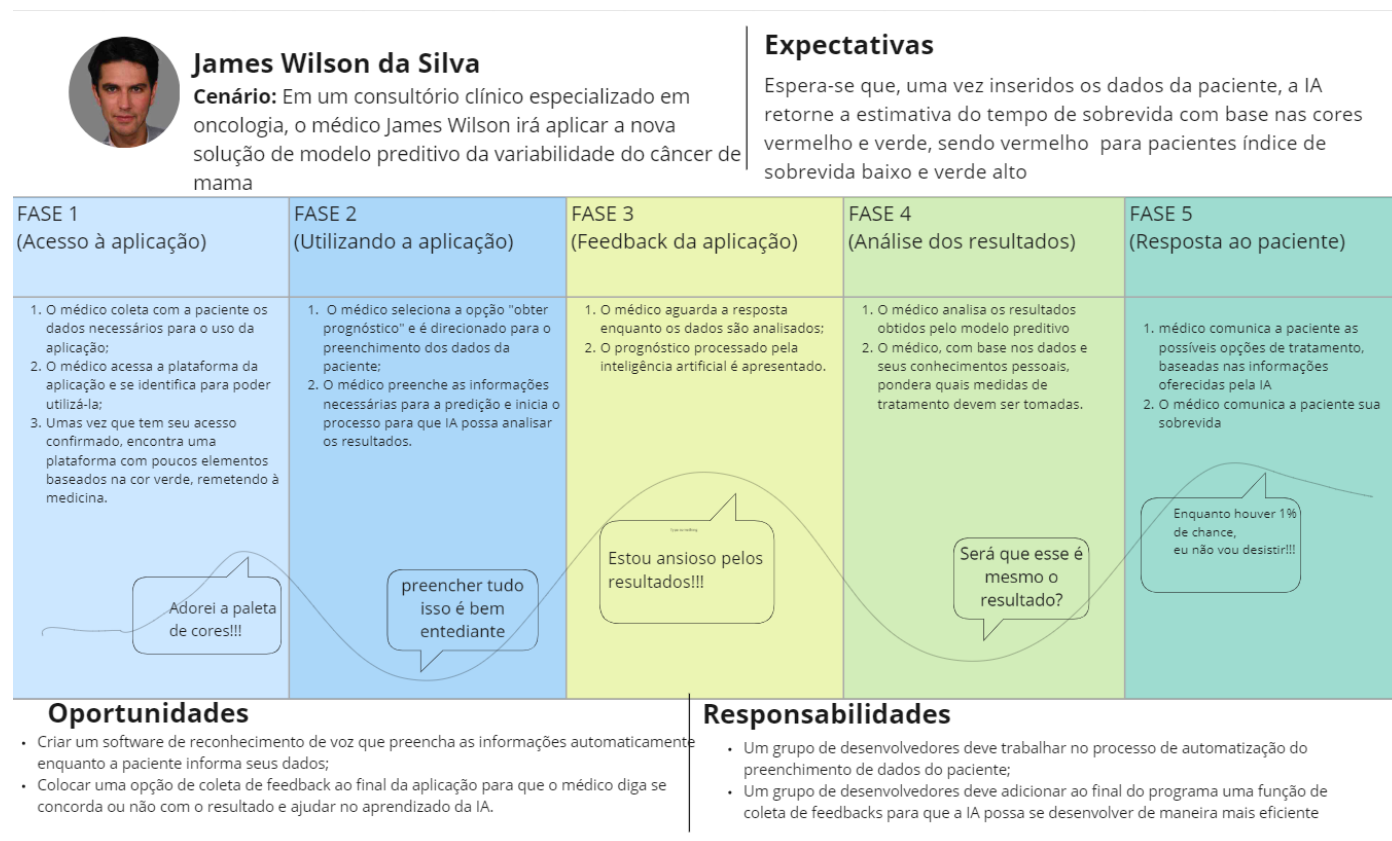 James Wilson da Silva
Cenário: Em um consultório clínico especializado em
oncologia, o médico James Wilson irá aplicar a nova
solução de modelo preditivo da variabilidade do câncer de
mama
Expectativas
Espera-se que, uma vez inseridos os dados da paciente, a IA
retorne a estimativa do tempo de sobrevida com base nas cores
vermelho e verde, sendo vermelho para pacientes índice de
sobrevida baixo e verde alto
FASE 1
(Acesso à aplicação)
1. O médico coleta com a paciente os
dados necessários para o uso da
aplicação;
2. O médico acessa a plataforma da
aplicação e se identifica para poder
utilizá-la;
3. Umas vez que tem seu acesso
confirmado, encontra uma
plataforma com poucos elementos
baseados na cor verde, remetendo à
medicina.
Adorei a paleta
de cores!!!
FASE 2
(Utilizando a aplicação)
1. O médico seleciona a opção "obter
prognóstico" e é direcionado para o
preenchimento dos dados da
paciente;
2. O médico preenche as informações
necessárias para a predição e inicia o
processo para que IA possa analisar
os resultados.
preencher tudo
isso é bem
entediante
FASE 3
(Feedback da aplicação)
1. O médico aguarda a resposta
enquanto os dados são analisados;
2. O prognóstico processado pela
inteligência artificial é apresentado.
Estou ansioso pelos
resultados!!!
FASE 4
(Análise dos resultados)
1. O médico analisa os resultados
obtidos pelo modelo preditivo
2. O médico, com base nos dados e
seus conhecimentos pessoais,
pondera quais medidas de
tratamento devem ser tomadas.
Será que esse é
mesmo o
resultado?
FASE 5
(Resposta ao paciente)
1. médico comunica a paciente as
possíveis opções de tratamento,
baseadas nas informações
oferecidas pela IA
2. O médico comunica a paciente sua
sobrevida
Enquanto houver 1%
de chance,
eu não vou desistir!!!
Oportunidades
• Criar um software de reconhecimento de voz que preencha as informações automaticamente
enquanto a paciente informa seus dados;
• Colocar uma opção de coleta de feedback ao final da aplicação para que o médico diga se
concorda ou não com o resultado e ajudar no aprendizado da IA.
Responsabilidades
• Um grupo de desenvolvedores deve trabalhar no processo de automatização do
preenchimento de dados do paciente;
• Um grupo de desenvolvedores deve adicionar ao final do programa uma função de
coleta de feedbacks para que a IA possa se desenvolver de maneira mais eficiente